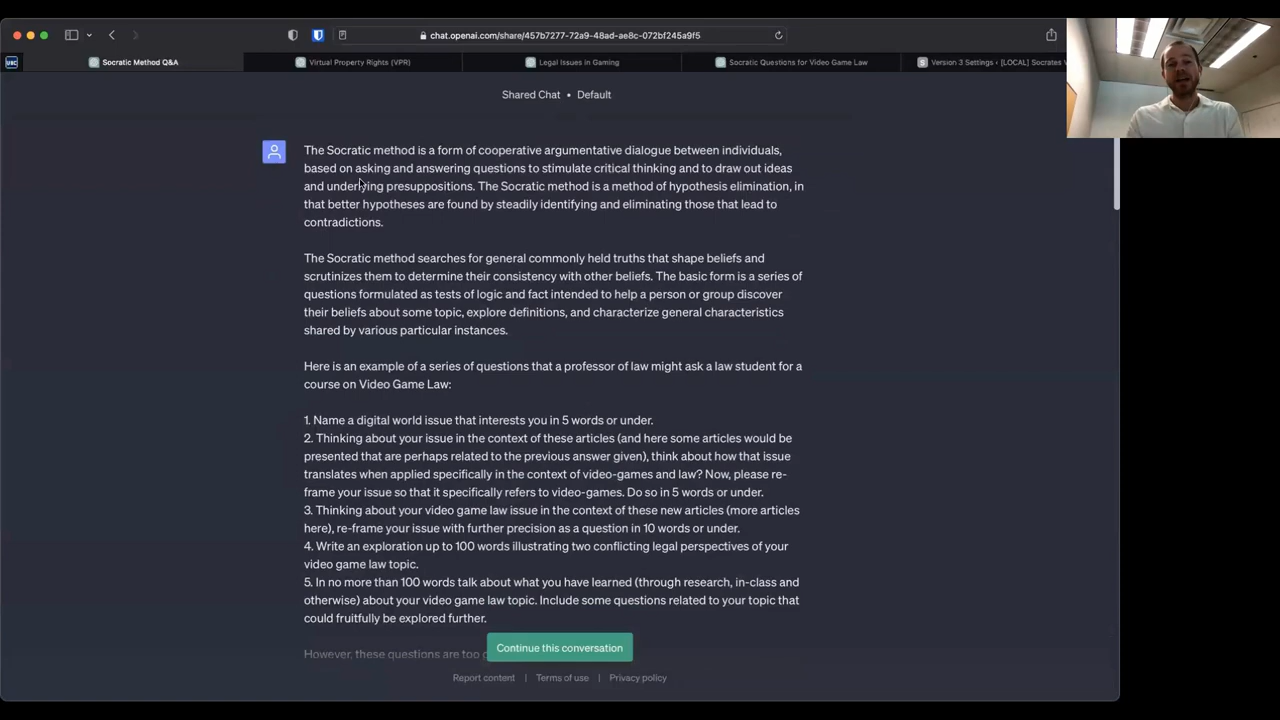 chat.openai.com/share/457b7277-72a9-48ad-ae8c-072bf245a9f5
USC
Socratic Method Q&A
Virtual Property Rights (VPR)
Legal Issues in Gaming
Socratic Questions for Video Game Law
S
Version 3 Settings ‹ [LOCAL] Socrates
Shared Chat • Default
The Socratic method is a form of cooperative argumentative dialogue between individuals,
based on asking and answering questions to stimulate critical thinking and to draw out ideas
and underlying presuppositions. The Socratic method is a method of hypothesis elimination, in
that better hypotheses are found by steadily identifying and eliminating those that lead to
contradictions.
The Socratic method searches for general commonly held truths that shape beliefs and
scrutinizes them to determine their consistency with other beliefs. The basic form is a series of
questions formulated as tests of logic and fact intended to help a person or group discover
their beliefs about some topic, explore definitions, and characterize general characteristics
shared by various particular instances.
Here is an example of a series of questions that a professor of law might ask a law student for a
course on Video Game Law:
1. Name a digital world issue that interests you in 5 words or under.
2. Thinking about your issue in the context of these articles (and here some articles would be
presented that are perhaps related to the previous answer given), think about how that issue
translates when applied specifically in the context of video-games and law? Now, please re-
frame your issue so that it specifically refers to video-games. Do so in 5 words or under.
3. Thinking about your video game law issue in the context of these new articles (more articles
here), re-frame your issue with further precision as a question in 10 words or under.
4. Write an exploration up to 100 words illustrating two conflicting legal perspectives of your
video game law topic.
5. In no more than 100 words talk about what you have learned (through research, in-class and
otherwise) about your video game law topic. Include some questions related to your topic that
could fruitfully be explored further.
However, these questions are too
Continue this conversation
Report content | Terms of use | Privacy policy